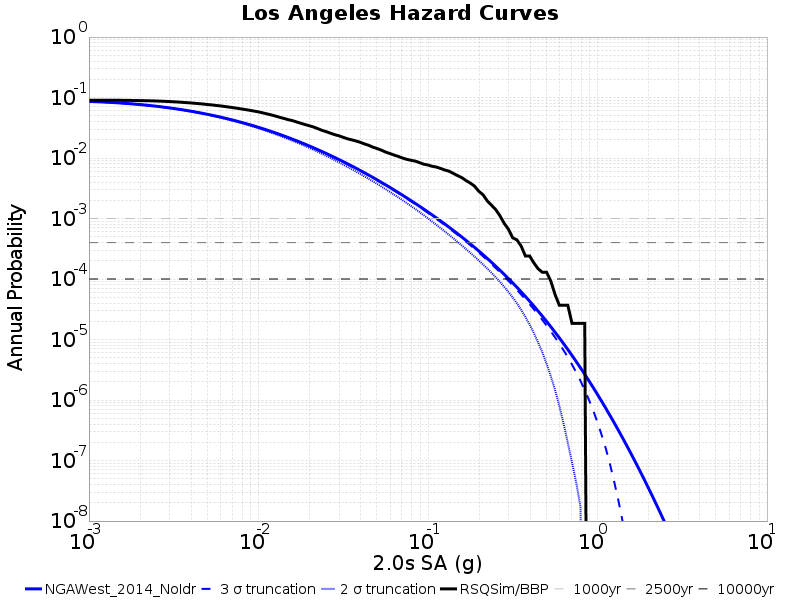 Los Angeles Hazard Curves
Annual Probability
10^0
10^-1
10^-2
10^-3
10^-4
10^-5
10^-6
10^-7
10^-8
10^-3 10^-2 10^-1 10^0 10^1
2.0s SA (g)
NGAWest_2014_NoIdr 3 σ truncation 2 σ truncation RSQSim/BBP 1000yr 2500yr 10000yr